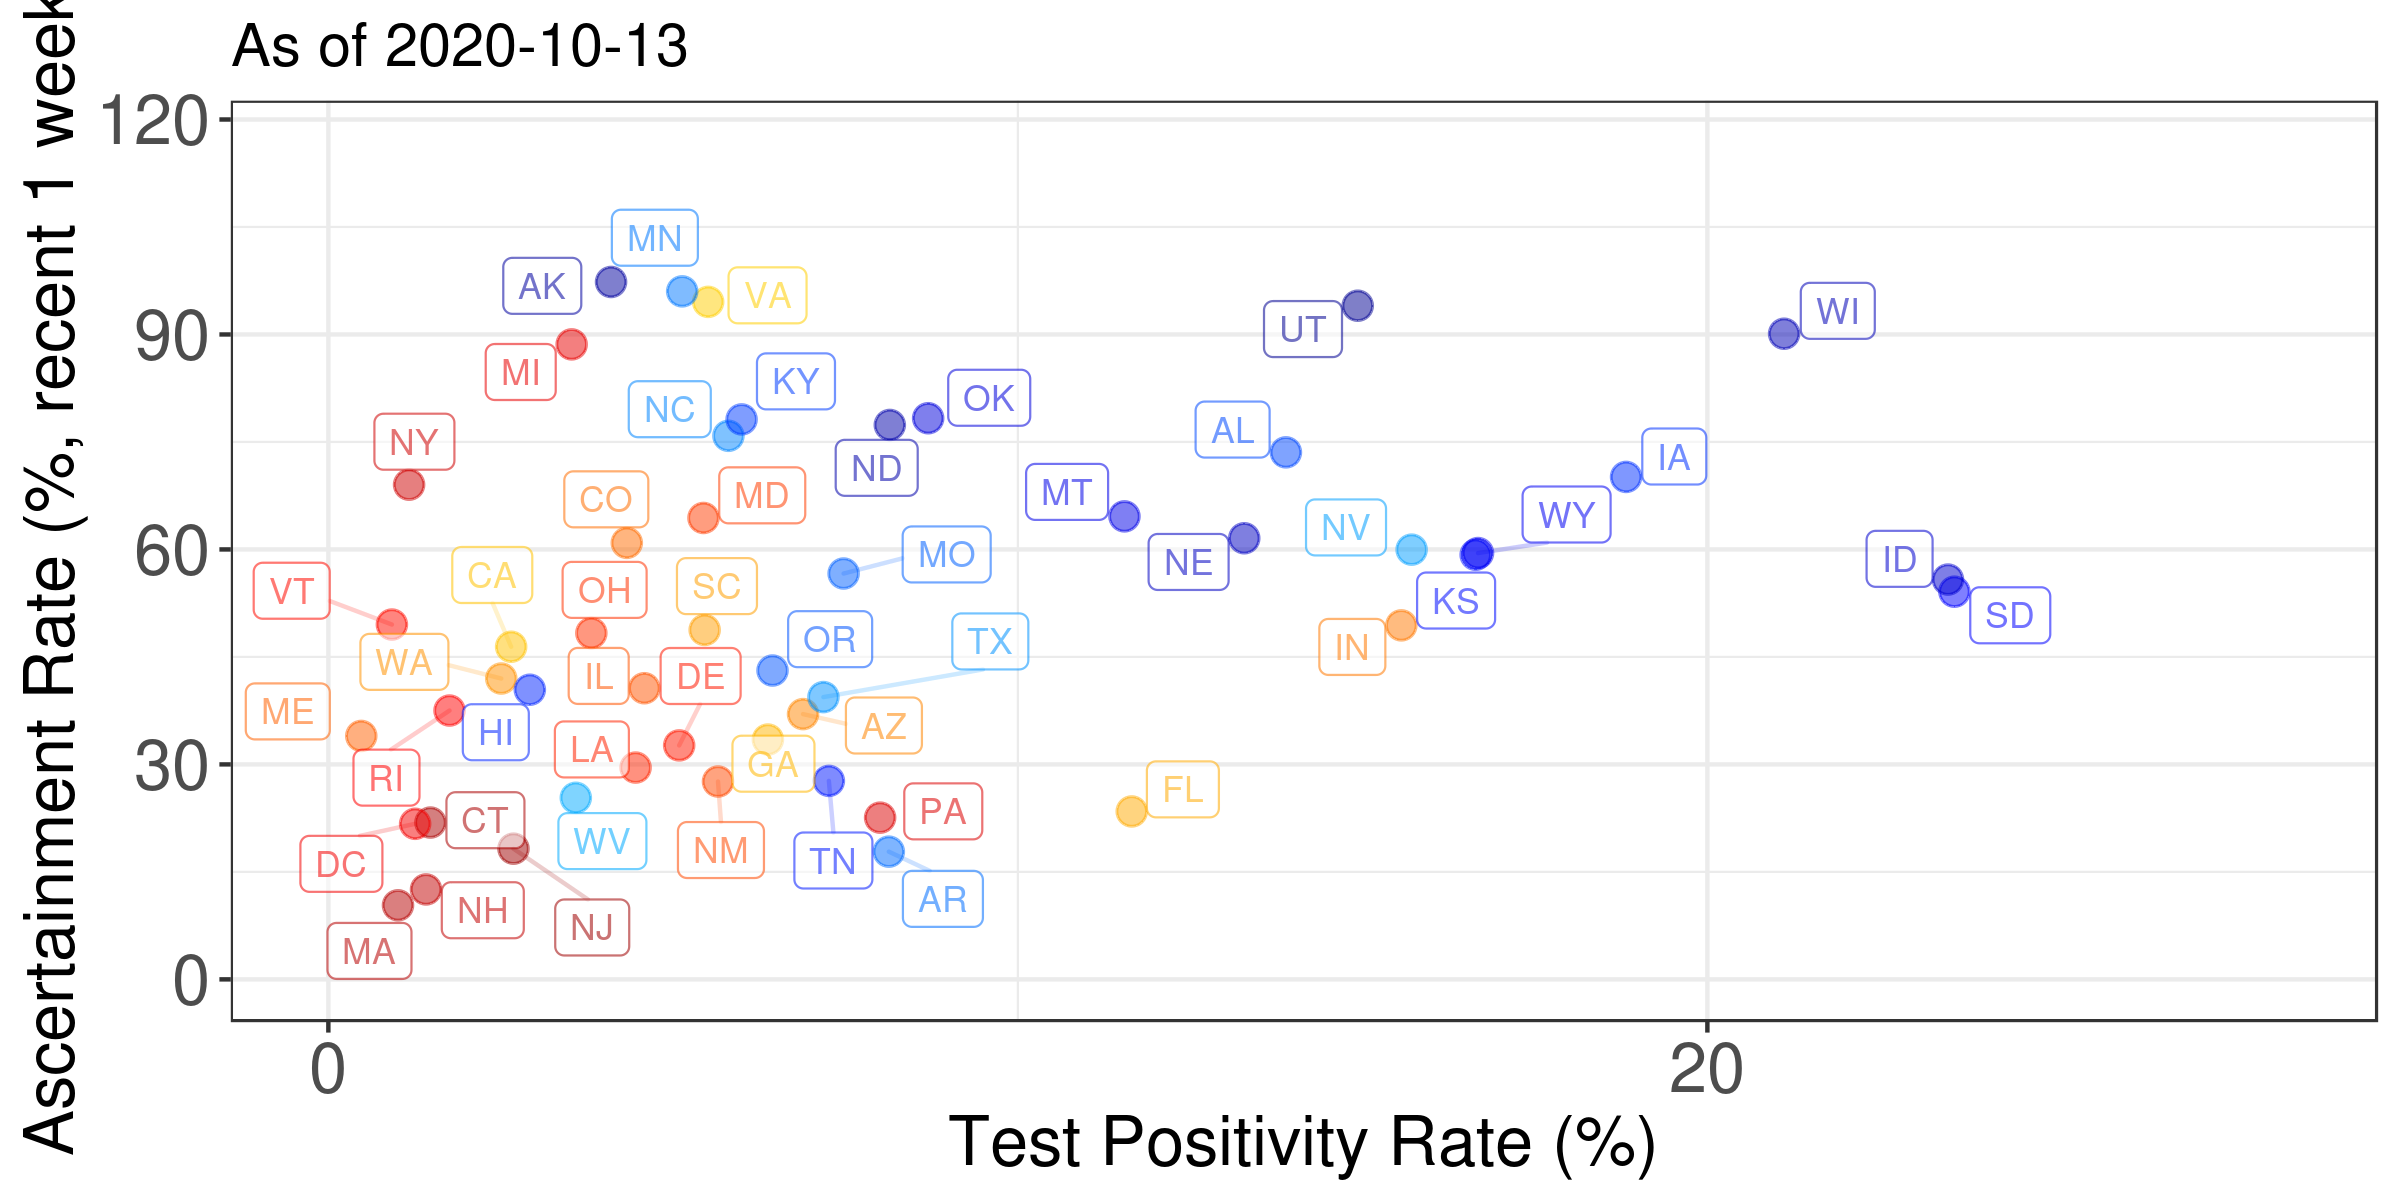 As of 2020-10-13
Ascertainment Rate (%, recent 1 week
120
90
60
30
0
MN
AK
VA
UT
WI
MI
KY
NC
OK
AL
NY
ND
IA
CO
MD
MT
WY
NV
MO
NE
ID
VT
CA
OH
SC
KS
SD
OR
TX
IN
WA
IL
DE
ME
HI
AZ
LA
GA
RI
FL
CT
PA
WV
NM
TN
DC
AR
NH
NJ
MA
0
20
Test Positivity Rate (%)